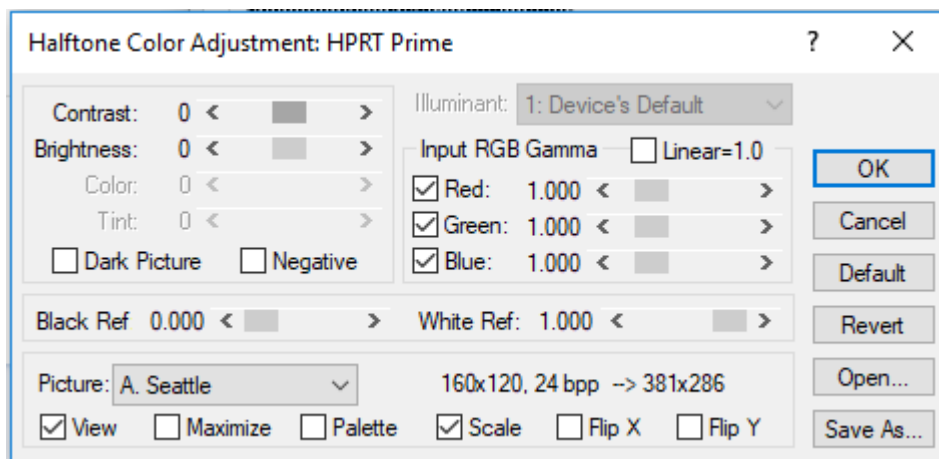 Halftone Color Adjustment: HPRT Prime ?
Contrast: 0 < >
Brightness: 0 < >
Color: 0 < >
Tint: 0 < >
Dark Picture Negative
Illuminant: 1: Device's Default
Input RGB Gamma Linear=1.0
Red: 1.000 < >
Green: 1.000 < >
Blue: 1.000 < >
OK
Cancel
Default
Revert
Open...
Save As...
Black Ref 0.000 < > White Ref: 1.000 < >
Picture: A. Seattle 160x120, 24 bpp --> 381x286
View Maximize Palette Scale Flip X Flip Y